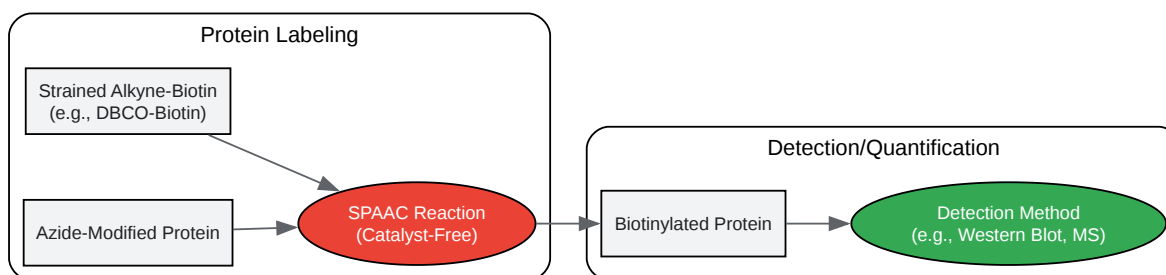 Protein Labeling
Strained Alkyne-Biotin
(e.g., DBCO-Biotin)
Azide-Modified Protein
SPAAC Reaction
(Catalyst-Free)
Detection/Quantification
Biotinylated Protein
Detection Method
(e.g., Western Blot, MS)